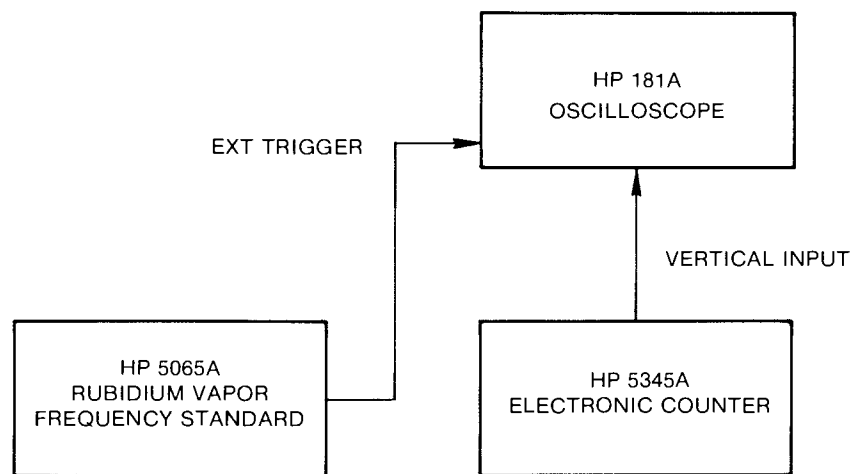 HP 181A
OSCILLOSCOPE
EXT TRIGGER
VERTICAL INPUT
HP 5065A
RUBIDIUM VAPOR
FREQUENCY STANDARD
HP 5345A
ELECTRONIC COUNTER